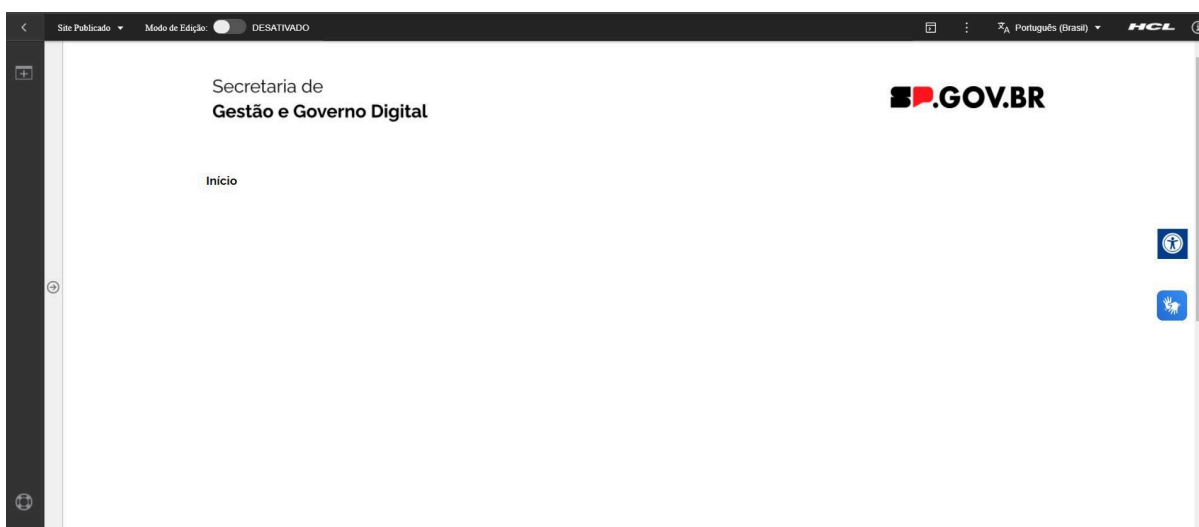 Site Publicado Modo de Edição: DESATIVADO Português (Brasil) HCL
Secretaria de
Gestão e Governo Digital
SP.GOV.BR
Início